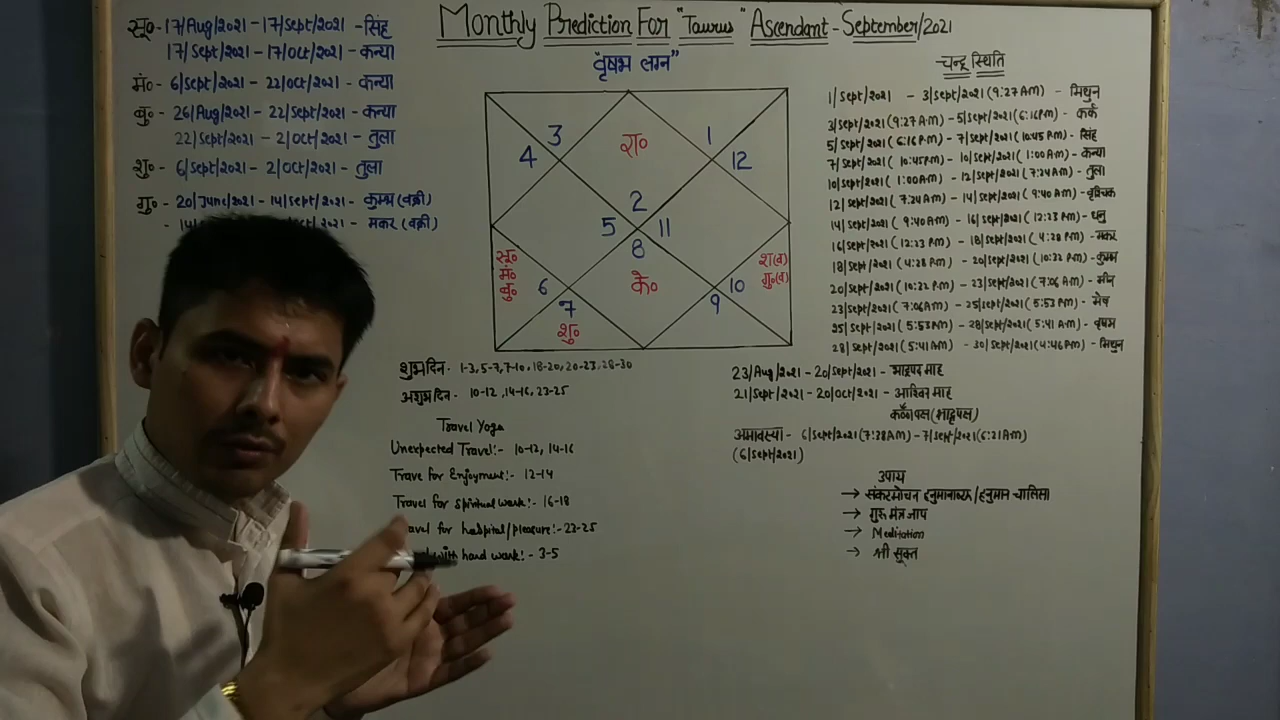 Monthly Prediction For "Taurus" Ascendant - September/2021
"वृषभ लग्न"
सू० - 17/Aug/2021 - 17/Sept/2021 - सिंह
17/Sept/2021 - 17/Oct/2021 - कन्या
मं० - 6/Sept/2021 - 22/Oct/2021 - कन्या
बु० - 26/Aug/2021 - 22/Sept/2021 - कन्या
22/Sept/2021 - 2/Oct/2021 - तुला
शु० - 6/Sept/2021 - 2/Oct/2021 - तुला
गु० - 20/June/2021 - 14/Sept/2021 - कुम्भ (वक्री)
/2021 - मकर (वक्री)
3
रा०
1
4
12
2
5
11
8
सू०
मं०
बु०
6
के०
श(व)
गु०(व)
10
7
9
शु०
चन्द्र स्थिति
1/Sept/2021 - 3/Sept/2021 (9:27 AM) - मिथुन
3/Sept/2021 (9:27 AM) - 5/Sept/2021 (6:16 PM) - कर्क
5/Sept/2021 (6:16 PM) - 7/Sept/2021 (10:45 PM) - सिंह
7/Sept/2021 (10:45 PM) - 10/Sept/2021 (1:00 AM) - कन्या
10/Sept/2021 (1:00 AM) - 12/Sept/2021 (7:24 AM) - तुला
12/Sept/2021 (7:24 AM) - 14/Sept/2021 (9:40 AM) - वृश्चिक
14/Sept/2021 (9:40 AM) - 16/Sept/2021 (12:23 PM) - धनु
16/Sept/2021 (12:23 PM) - 18/Sept/2021 (4:28 PM) - मकर
18/Sept/2021 (4:28 PM) - 20/Sept/2021 (10:22 PM) - कुम्भ
20/Sept/2021 (10:22 PM) - 23/Sept/2021 (7:06 AM) - मीन
23/Sept/2021 (7:06 AM) - 25/Sept/2021 (5:53 PM) - मेष
25/Sept/2021 (5:53 PM) - 28/Sept/2021 (5:41 AM) - वृषभ
28/Sept/2021 (5:41 AM) - 30/Sept/2021 (4:46 PM) - मिथुन
शुभ दिन - 1-3, 5-7, 7-10, 18-20, 20-23, 28-30
अशुभ दिन - 10-12, 14-16, 23-25
Travel Yoga
Unexpected Travel:- 10-12, 14-16
Trave for Enjoyment:- 12-14
Travel for spiritual work:- 16-18
avel for hospital/pleasure:- 23-25
with hard work:- 3-5
23/Aug/2021 - 20/Sept/2021 - भाद्रपद माह
21/Sept/2021 - 20/Oct/2021 - आश्विन माह
(श्राद्धपक्ष)
अमावस्या - 6/Sept/2021 (7:38 AM) - 7/Sept/2021 (6:21 AM)
(6/Sept/2021)
उपाय
→ संकटमोचन हनुमानाष्टक/हनुमान चालिसा
→ गुरु मंत्र जाप
→ Meditation
→ श्री सूक्त